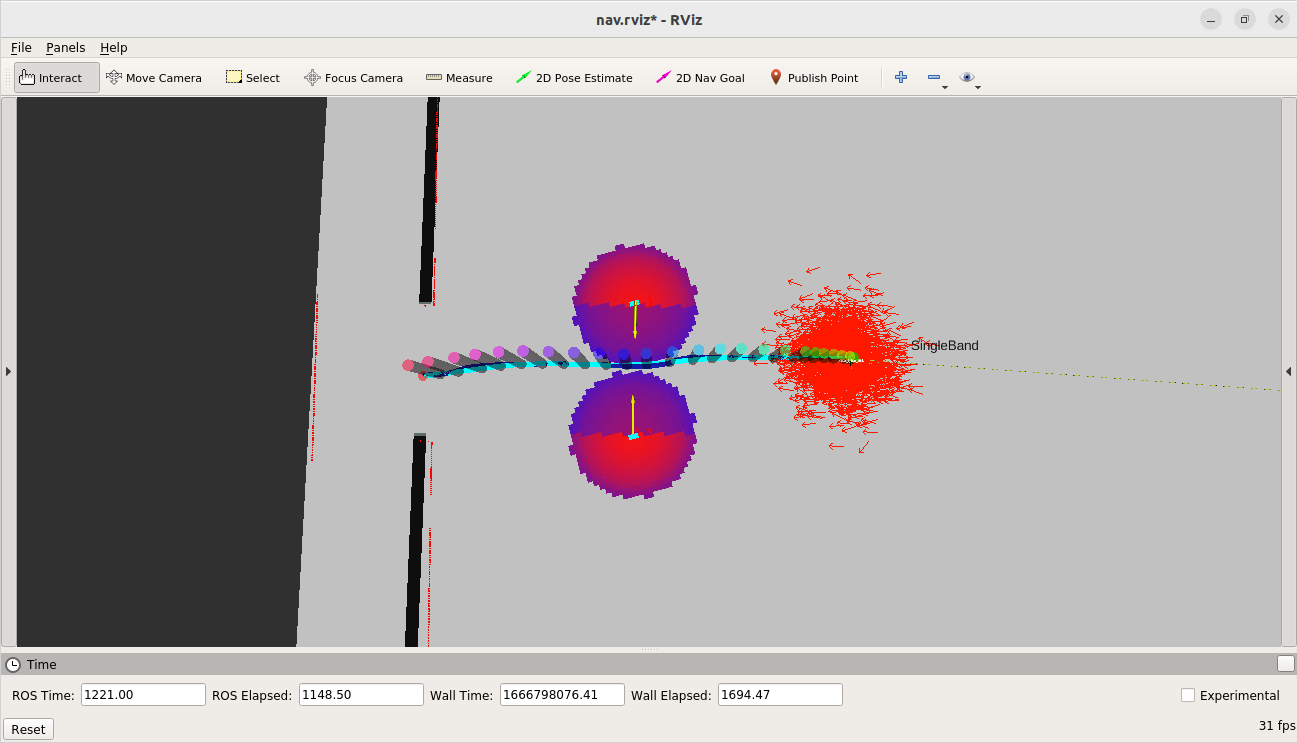 nav.rviz* - RViz
File Panels Help
Interact Move Camera Select Focus Camera Measure 2D Pose Estimate 2D Nav Goal Publish Point
SingleBand
Time
ROS Time: 1221.00 ROS Elapsed: 1148.50 Wall Time: 1666798076.41 Wall Elapsed: 1694.47 Experimental
Reset 31 fps